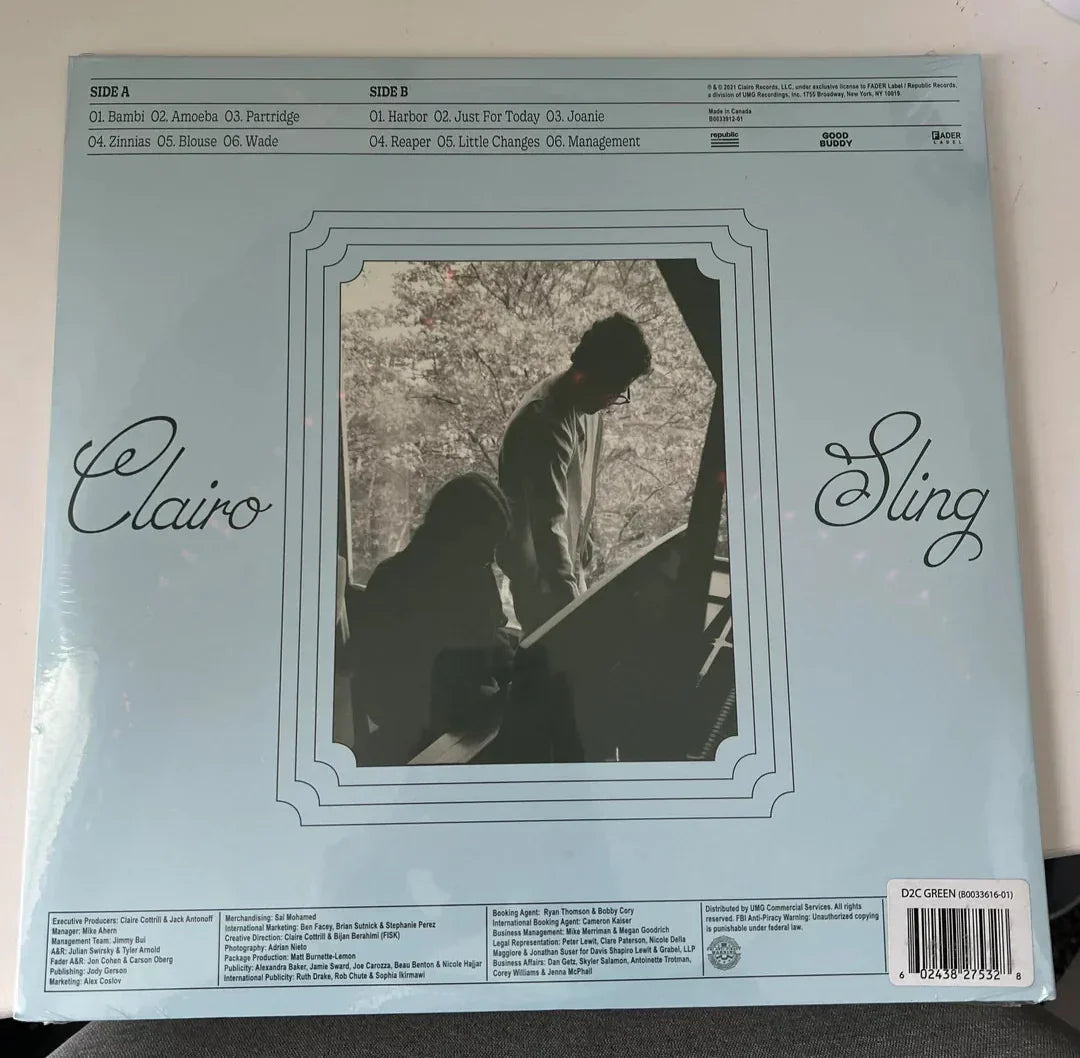 SIDE A
01. Bambi 02. Amoeba 03. Partridge
04. Zinnias 05. Blouse 06. Wade
SIDE B
01. Harbor 02. Just For Today 03. Joanie
04. Reaper 05. Little Changes 06. Management
℗ & © 2021 Clairo Records, LLC, under exclusive license to FADER Label / Republic Records,
a division of UMG Recordings, Inc. 1755 Broadway, New York, NY 10019.
Made in Canada
B0033912-01
republic
GOOD
BUDDY
FADER
LABEL
Clairo
Sling
Executive Producers: Claire Cottrill & Jack Antonoff
Manager: Mike Ahern
Management Team: Jimmy Bui
A&R: Julian Swirsky & Tyler Arnold
Fader A&R: Jon Cohen & Carson Oberg
Publishing: Jody Gerson
Marketing: Alex Coslov
Merchandising: Sal Mohamed
International Marketing: Ben Facey, Brian Sutnick & Stephanie Perez
Creative Direction: Claire Cottrill & Bijan Berahimi (FISK)
Photography: Adrian Nieto
Package Production: Matt Burnette-Lemon
Publicity: Alexandra Baker, Jamie Sward, Joe Carozza, Beau Benton & Nicole Hajjar
International Publicity: Ruth Drake, Rob Chute & Sophia Ikirmawi
Booking Agent: Ryan Thomson & Bobby Cory
International Booking Agent: Cameron Kaiser
Business Management: Mike Merriman & Megan Goodrich
Legal Representation: Peter Lewit, Clare Paterson, Nicole Delia
Maggiore & Jonathan Suser for Davis Shapiro Lewit & Grabel, LLP
Business Affairs: Dan Getz, Skyler Salamon, Antoinette Trotman,
Corey Williams & Jenna McPhail
Distributed by UMG Commercial Services. All rights
reserved. FBI Anti-Piracy Warning: Unauthorized copying
is punishable under federal law.
D2C GREEN (B0033616-01)
6 02438 27532 8